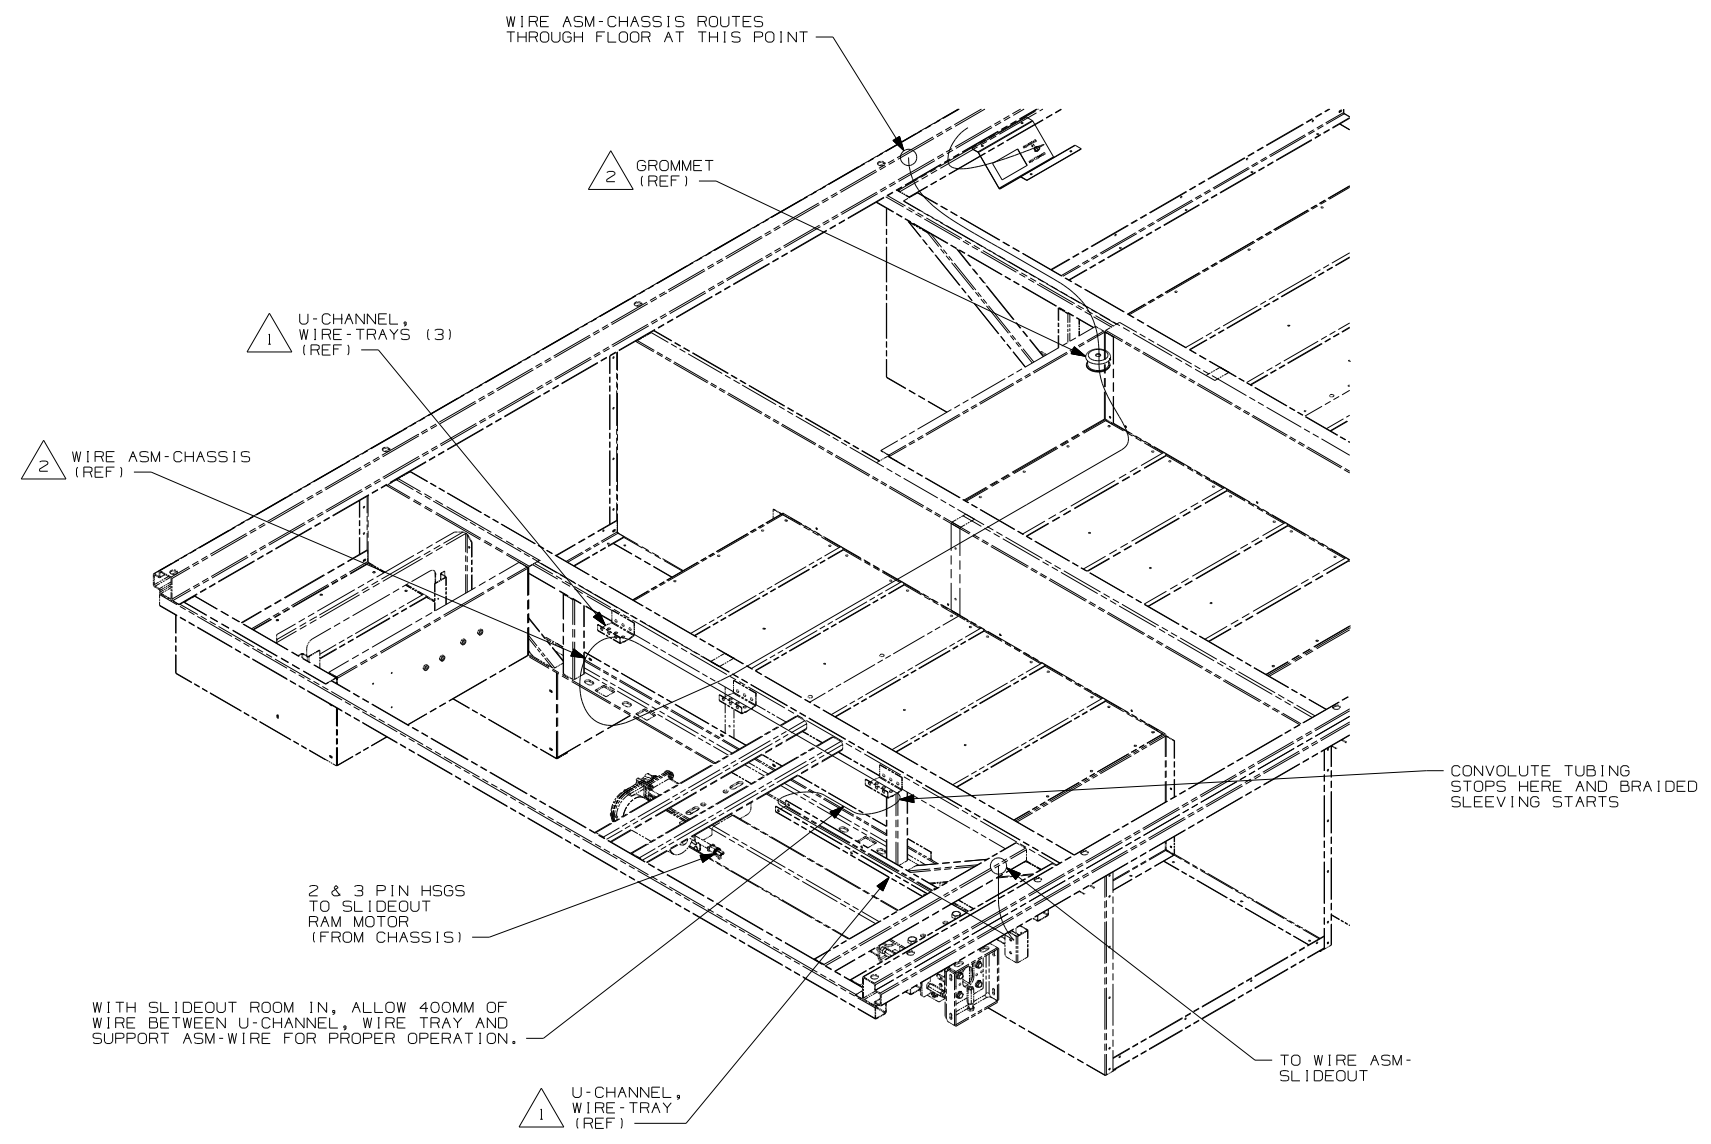 WIRE ASM-CHASSIS ROUTES
THROUGH FLOOR AT THIS POINT
2
GROMMET
(REF)
1
U-CHANNEL,
WIRE-TRAYS (3)
(REF)
2
WIRE ASM-CHASSIS
(REF)
CONVOLUTE TUBING
STOPS HERE AND BRAIDED
SLEEVING STARTS
2 & 3 PIN HSGS
TO SLIDEOUT
RAM MOTOR
(FROM CHASSIS)
WITH SLIDEOUT ROOM IN, ALLOW 400MM OF
WIRE BETWEEN U-CHANNEL, WIRE TRAY AND
SUPPORT ASM-WIRE FOR PROPER OPERATION.
TO WIRE ASM-
SLIDEOUT
1
U-CHANNEL,
WIRE-TRAY
(REF)